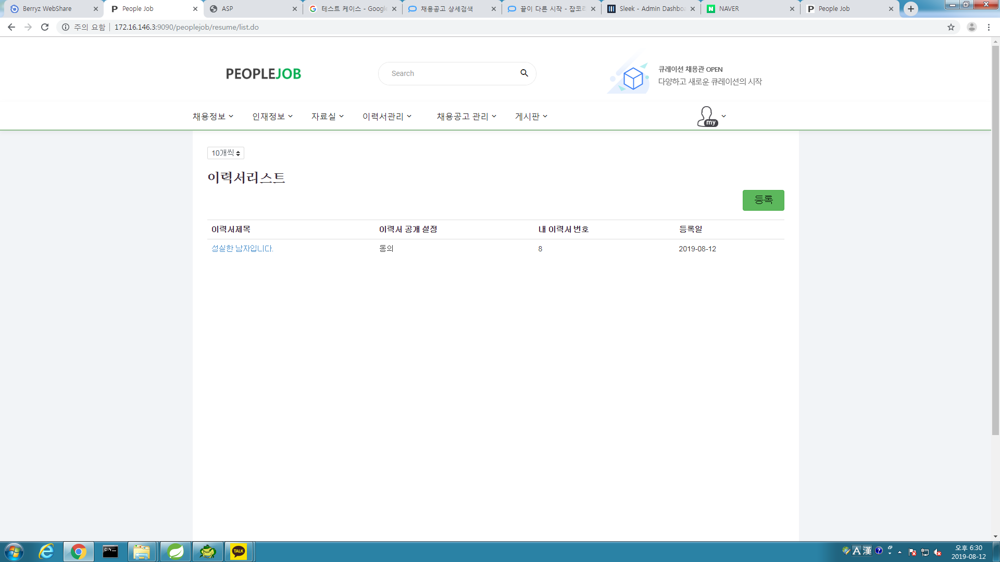 Berryz WebShare
People Job
ASP
테스트 케이스 - Google
채용공고 상세검색
끝이 다른 시작 - 잡코리
Sleek - Admin Dashboa
NAVER
People Job
주의 요함
172.16.146.3:9090/peoplejob/resume/list.do
PEOPLEJOB
Search
큐레이션 채용관 OPEN
다양하고 새로운 큐레이션의 시작
채용정보
인재정보
자료실
이력서관리
채용공고 관리
게시판
my
10개씩
이력서리스트
등록
이력서제목 이력서 공개 설정 내 이력서 번호 등록일
성실한 남자입니다. 동의 8 2019-08-12
C:\
TALK
A 漢
오후 6:30
2019-08-12